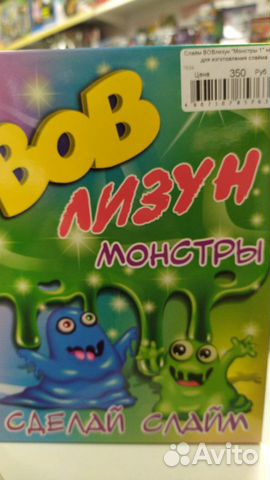 Слайм ВОВлизун "Монстры 1" н
для изготовления слайма
Цена 350 Руб
ВОВ
ЛИЗУН
МОНСТРЫ
СДЕЛАЙ СЛАЙМ
Avito